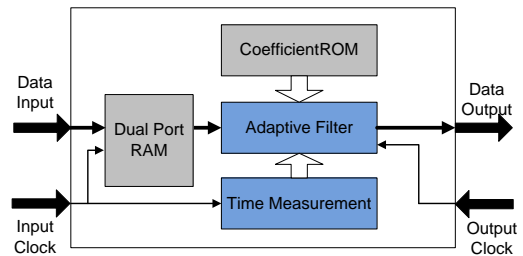 CoefficientROM
Data
Input
Data
Output
Dual Port
RAM
Adaptive Filter
Time Measurement
Input
Clock
Output
Clock